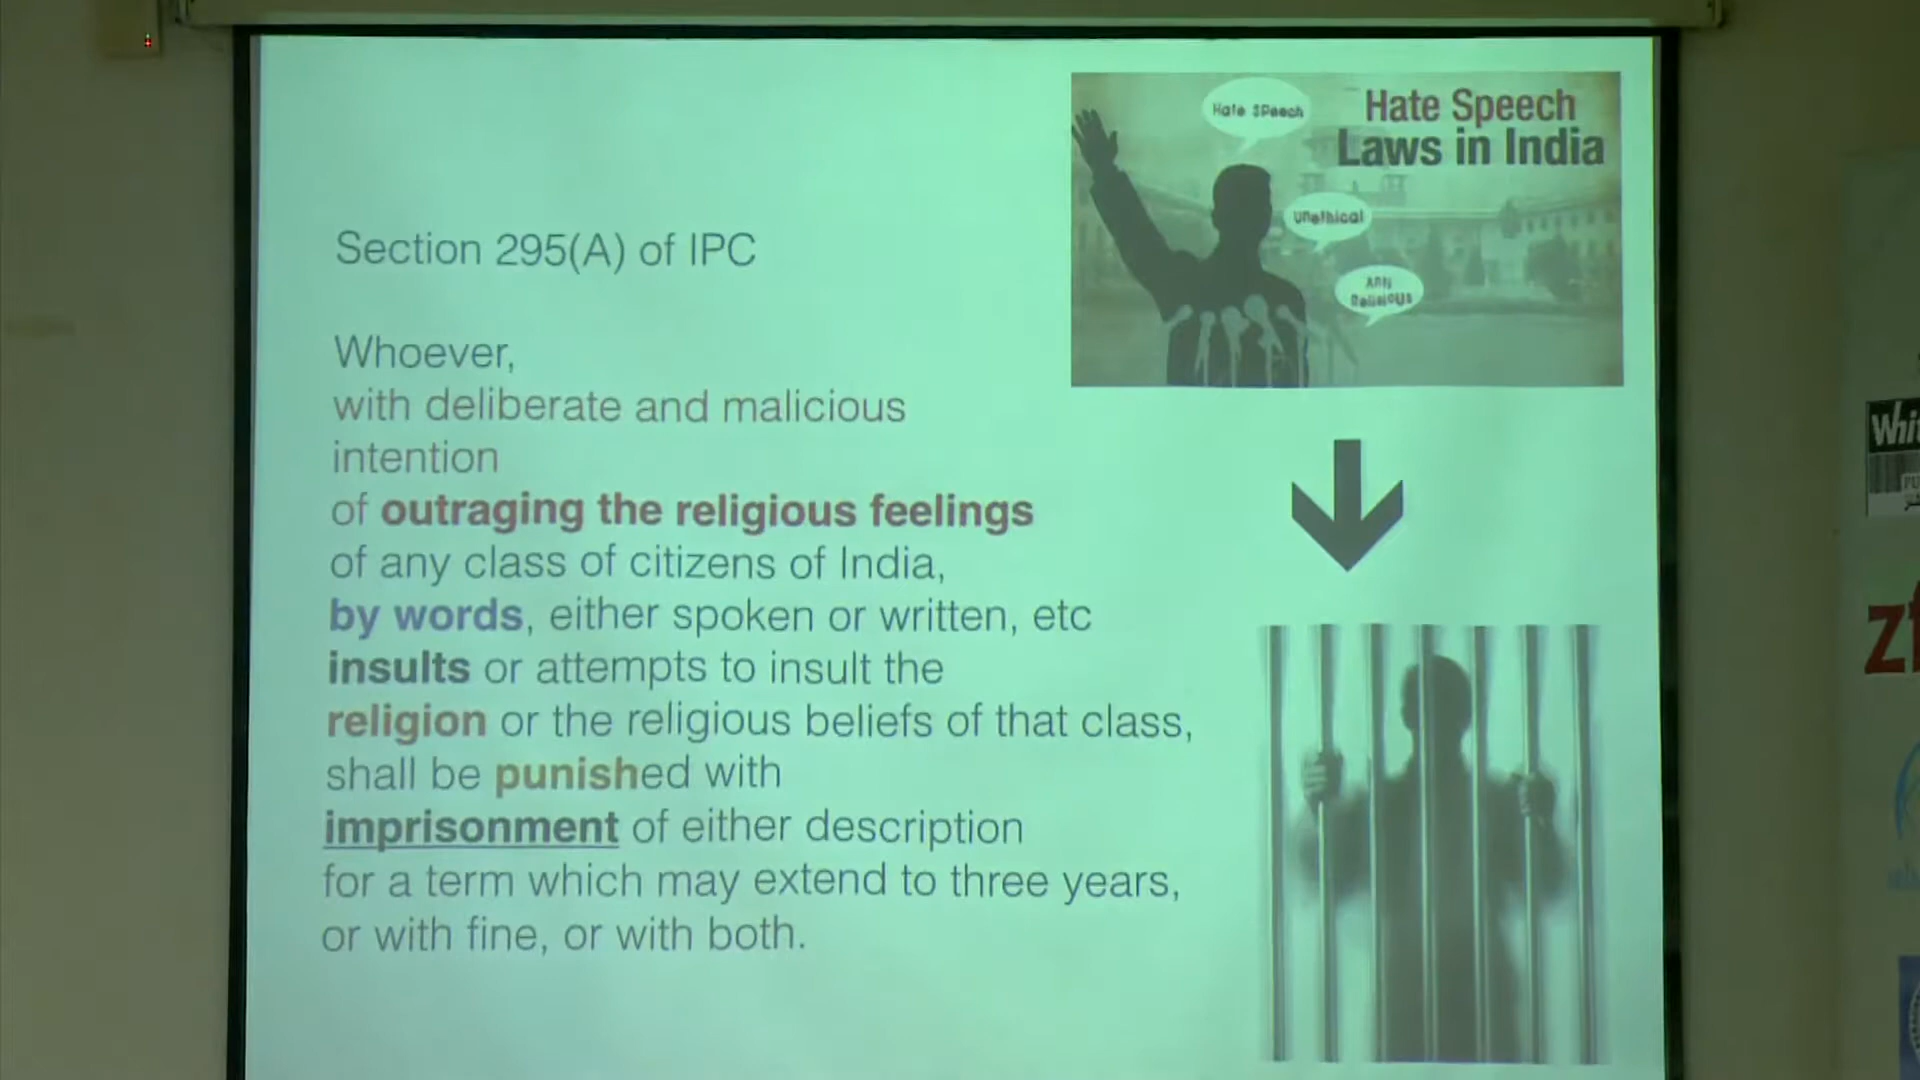 Hate Speech
Hate Speech
Laws in India
Unethical
Anti
Religious
Section 295(A) of IPC
Whoever,
with deliberate and malicious
intention
of outraging the religious feelings
of any class of citizens of India,
by words, either spoken or written, etc
insults or attempts to insult the
religion or the religious beliefs of that class,
shall be punished with
imprisonment of either description
for a term which may extend to three years,
or with fine, or with both.